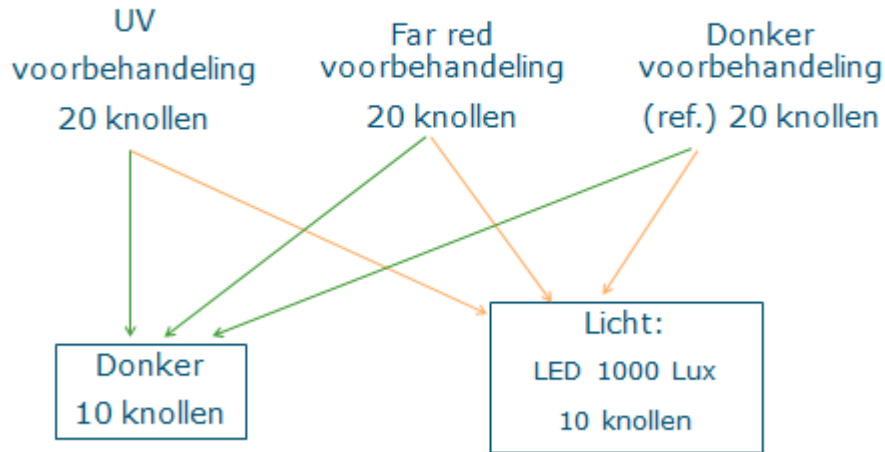 UV
voorbehandeling
20 knollen
Far red
voorbehandeling
20 knollen
Donker
voorbehandeling
(ref.) 20 knollen
Donker
10 knollen
Licht:
LED 1000 Lux
10 knollen